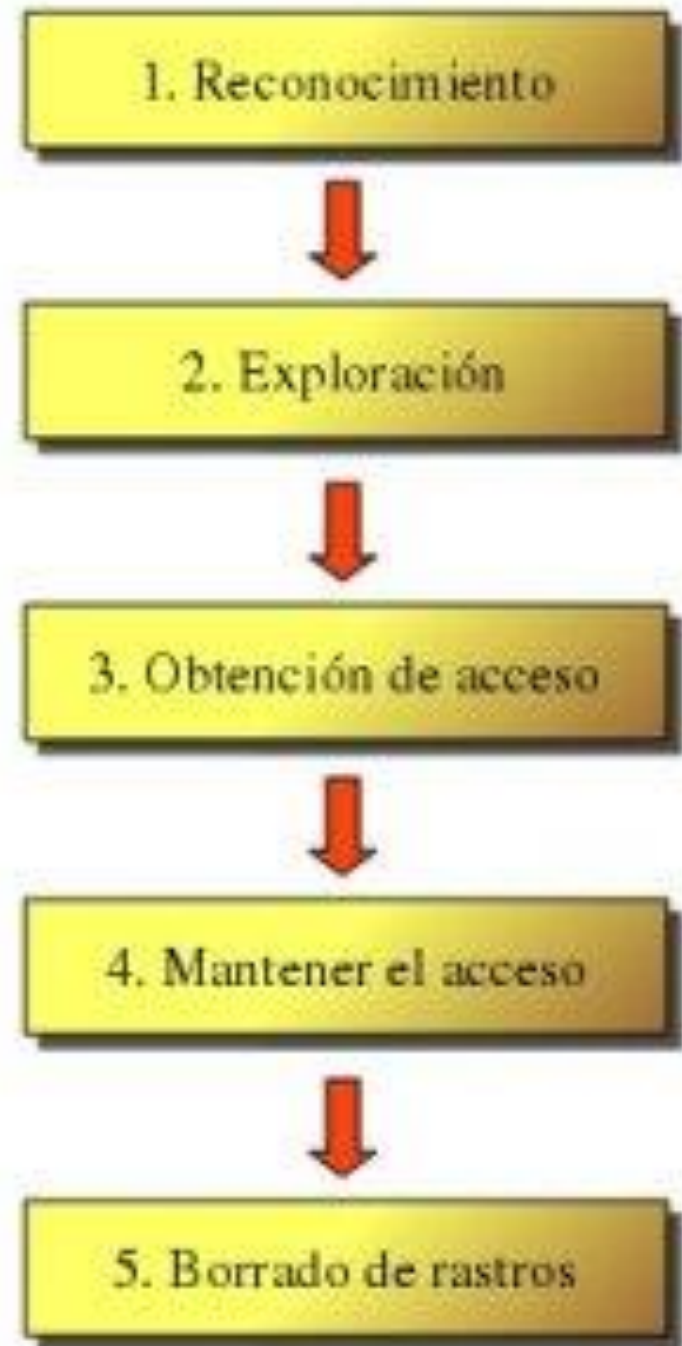 1. Reconocimiento
2. Exploración
3. Obtención de acceso
4. Mantener el acceso
5. Borrado de rastros